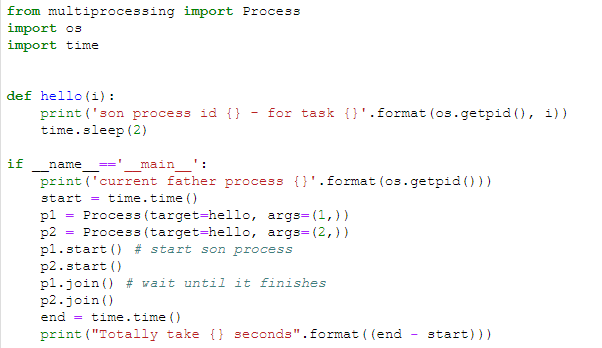 from multiprocessing import Process
import os
import time
def hello(i):
    print('son process id {} - for task {}'.format(os.getpid(), i))
    time.sleep(2)
if __name__=='__main__':
    print('current father process {}'.format(os.getpid()))
    start = time.time()
    p1 = Process(target=hello, args=(1,))
    p2 = Process(target=hello, args=(2,))
    p1.start() # start son process
    p2.start()
    p1.join() # wait until it finishes
    p2.join()
    end = time.time()
    print("Totally take {} seconds".format((end - start)))